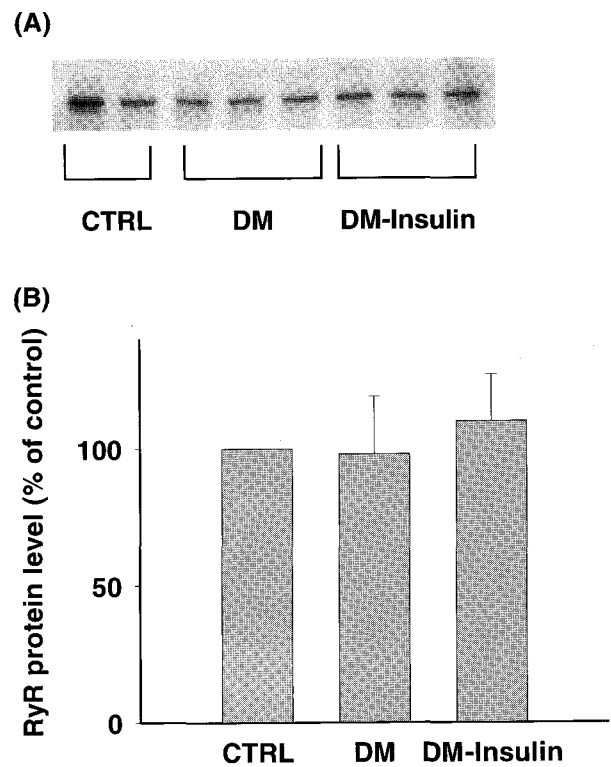 (A)
CTRL DM DM-Insulin
(B)
RyR protein level (% of control)
100
50
0
CTRL DM DM-Insulin